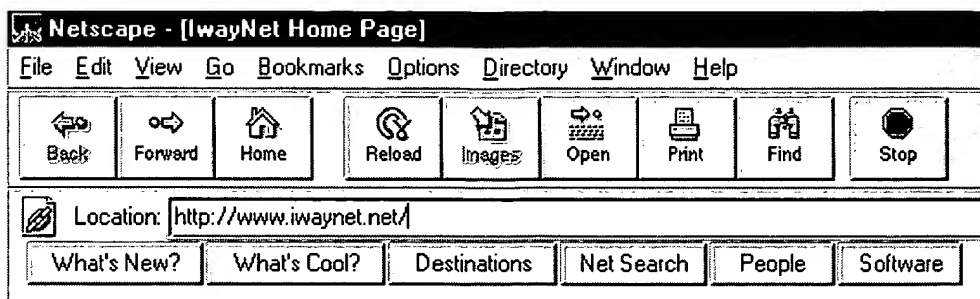 Netscape - [IwayNet Home Page]
File Edit View Go Bookmarks Options Directory Window Help
Back Forward Home Reload Images Open Print Find Stop
Location: http://www.iwaynet.net/
What's New? What's Cool? Destinations Net Search People Software